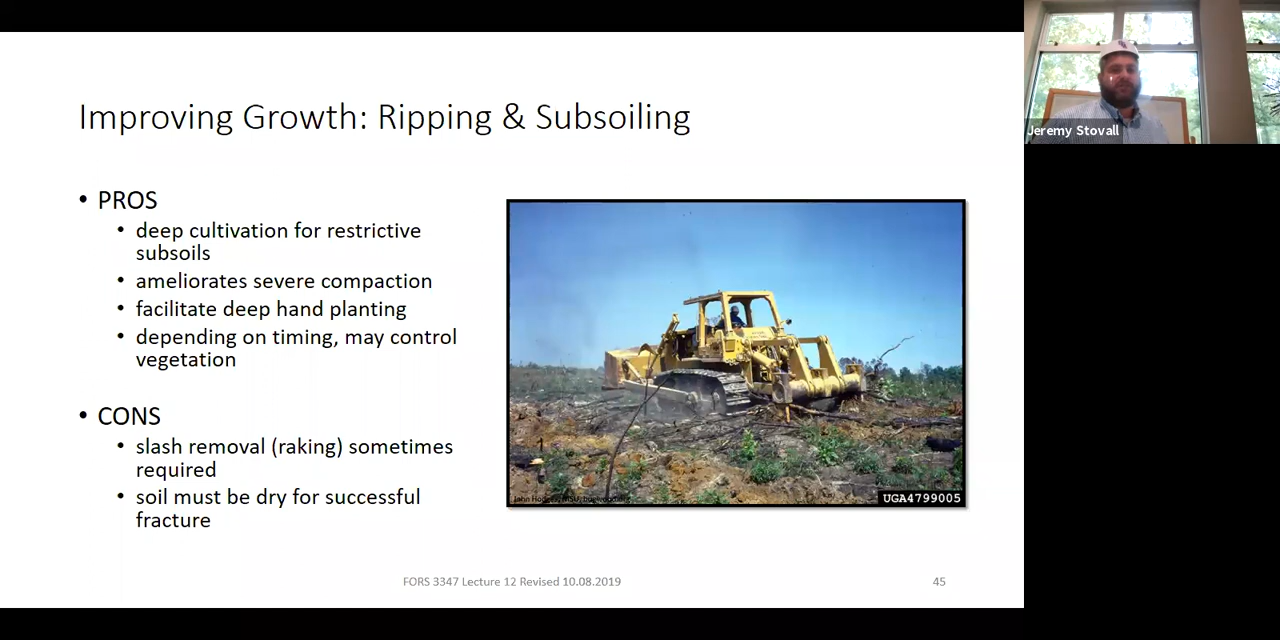 Improving Growth: Ripping & Subsoiling
• PROS
• deep cultivation for restrictive
subsoils
• ameliorates severe compaction
• facilitate deep hand planting
• depending on timing, may control
vegetation
• CONS
• slash removal (raking) sometimes
required
• soil must be dry for successful
fracture
UGA4799005
FORS 3347 Lecture 12 Revised 10.08.2019
45
Jeremy Stovall